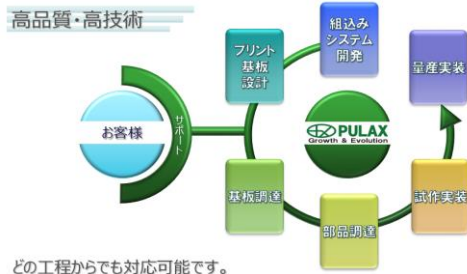 高品質・高技術
組込み
システム
開発
フリント
基板
設計
量産実装
お客様
サポート
PULAX
Growth & Evolution
基板調達
試作実装
部品調達
どの工程からでも対応可能です。